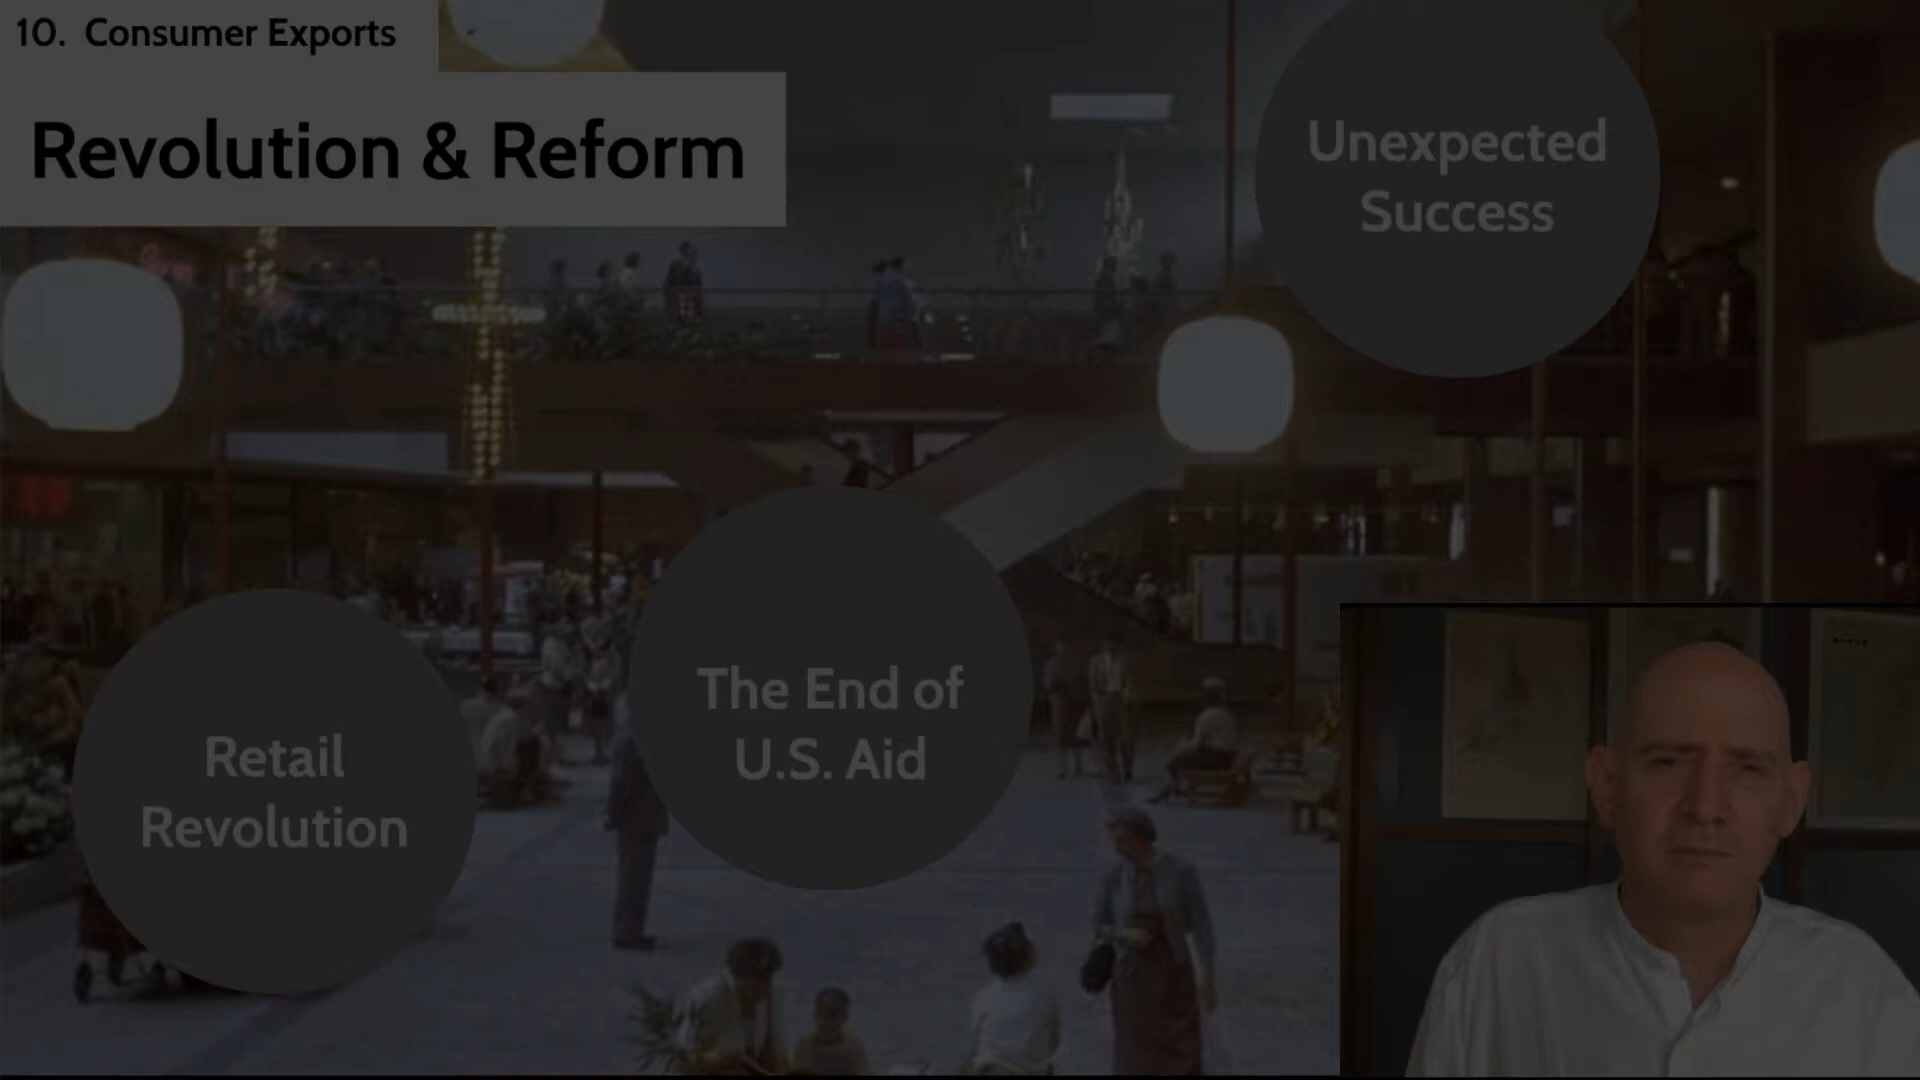 10. Consumer Exports
Revolution & Reform
Unexpected
Success
The End of
U.S. Aid
Retail
Revolution